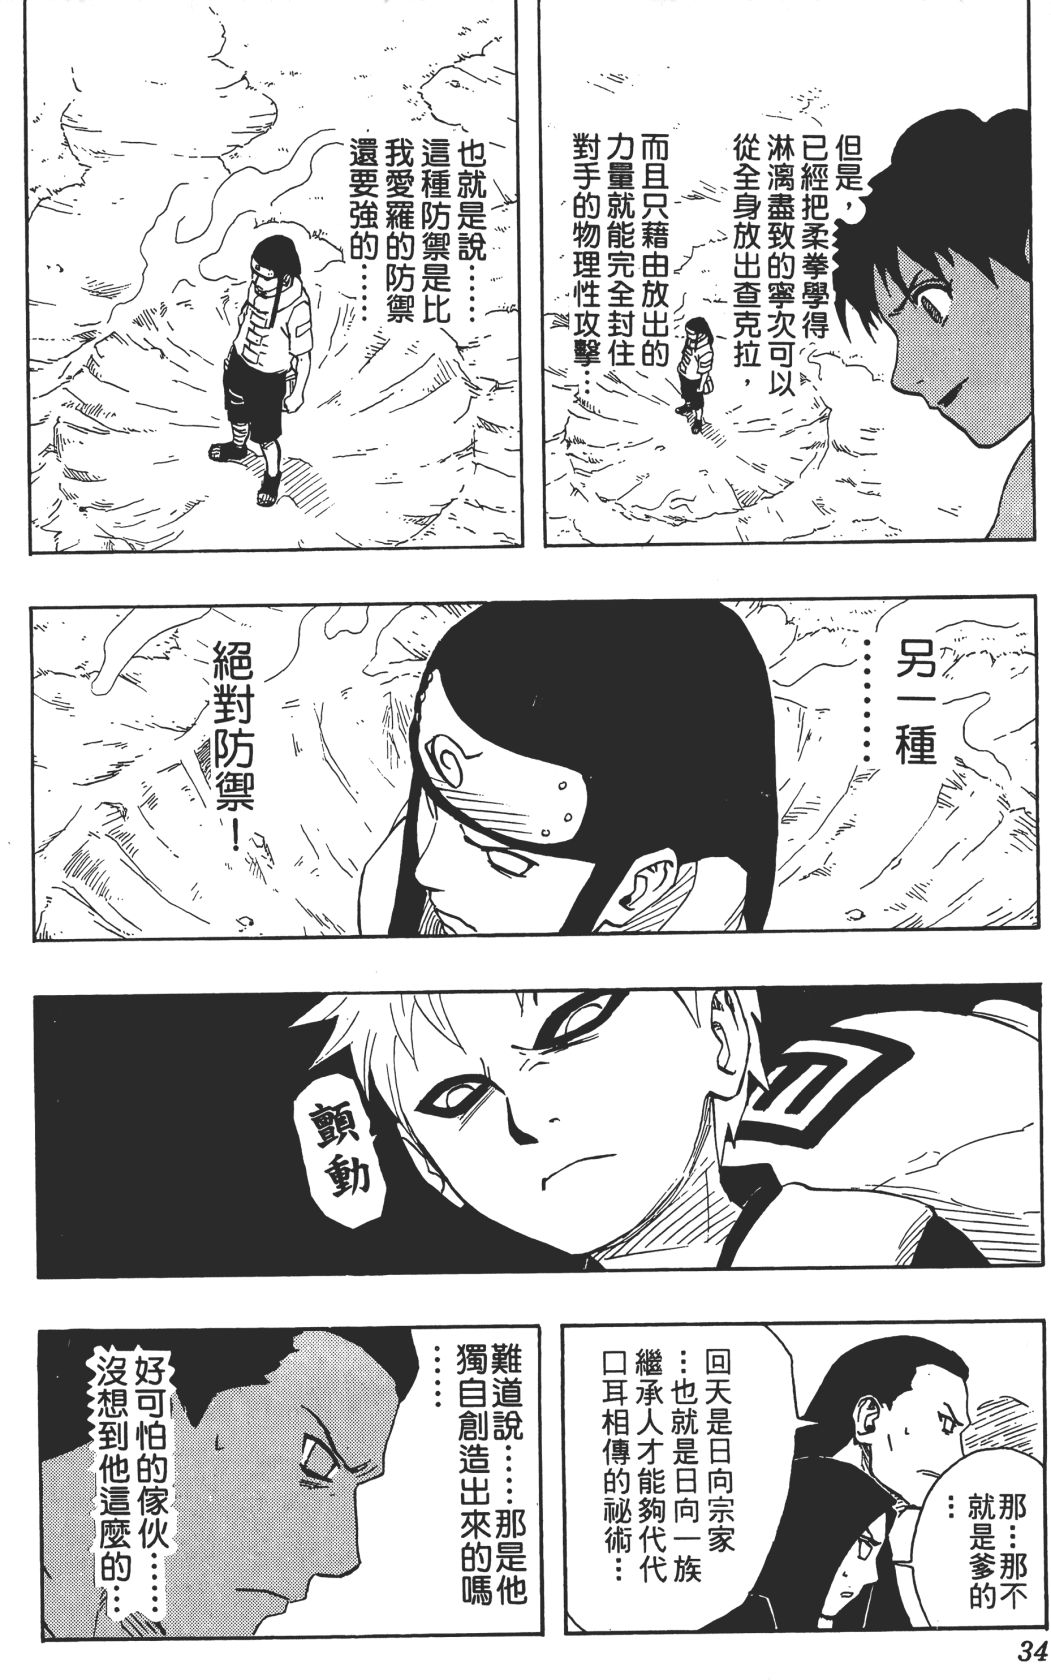 但是，
已經把柔拳學得
淋漓盡致的寧次可以
從全身放出查克拉，
而且只藉由放出的
力量就能完全封住
對手的物理性攻擊…
也就是說……
這種防禦是比
我愛羅的防禦
還要強的……
另一種
………
絕對防禦！
顫動
那…那不
就是爹的
…
回天是日向宗家
…也就是日向一族
繼承人才能夠代代
口耳相傳的祕術…
難道說……那是他
獨自創造出來的嗎
……
好可怕的傢伙……
沒想到他這麼的…
34